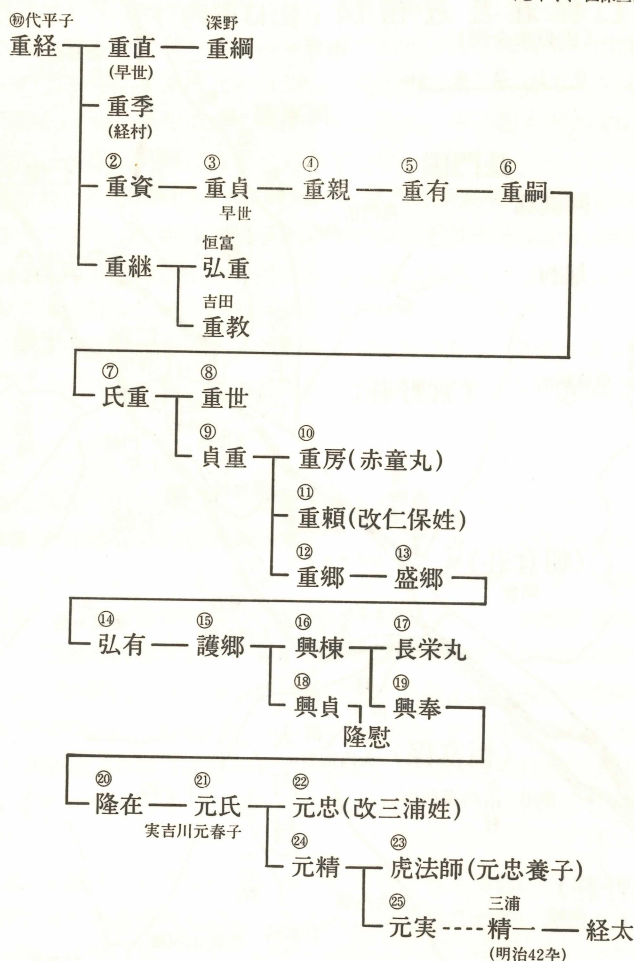 ㊞代平子 深野
重経 重直 重綱
(早世)
重季
(経村)
② ③ ④ ⑤ ⑥
重資 重貞 重親 重有 重嗣
早世
恒富
重継 弘重
吉田
重教
⑦ ⑧
氏重 重世
⑨ ⑩
貞重 重房(赤童丸)
⑪
重頼(改仁保姓)
⑫ ⑬
重郷 盛郷
⑭ ⑮ ⑯ ⑰
弘有 護郷 興棟 長栄丸
⑱ ⑲
興貞 興奉
隆慰
⑳ ㉑ ㉒
隆在 元氏 元忠(改三浦姓)
実吉川元春子
㉔ ㉓
元精 虎法師(元忠養子)
㉕ 三浦
元実 精一 経太
(明治42卒)